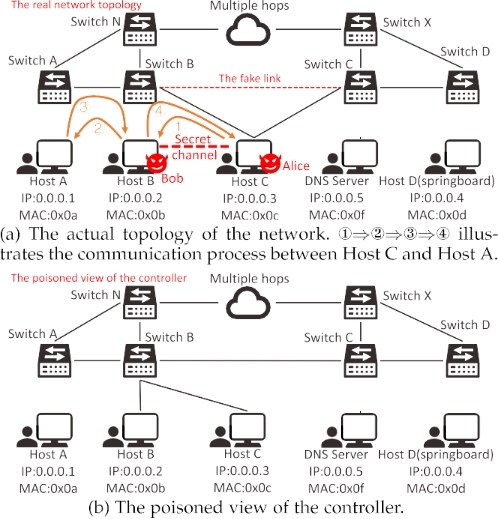 The real network topology
Multiple hops
Switch N
Switch X
Switch A
Switch B
Switch C
Switch D
The fake link
3
2
4
1
Secret
channel
Bob
Alice
Host A
Host B
Host C
DNS Server
Host D(springboard)
IP:0.0.0.1
IP:0.0.0.2
IP:0.0.0.3
IP:0.0.0.5
IP:0.0.0.4
MAC:0x0a
MAC:0x0b
MAC:0x0c
MAC:0x0f
MAC:0x0d
(a) The actual topology of the network. ①⇒②⇒③⇒④ illus-
trates the communication process between Host C and Host A.
The poisoned view of the controller
Multiple hops
Switch N
Switch X
Switch A
Switch B
Switch C
Switch D
Host A
Host B
Host C
DNS Server
Host D(springboard)
IP:0.0.0.1
IP:0.0.0.2
IP:0.0.0.3
IP:0.0.0.5
IP:0.0.0.4
MAC:0x0a
MAC:0x0b
MAC:0x0c
MAC:0x0f
MAC:0x0d
(b) The poisoned view of the controller.